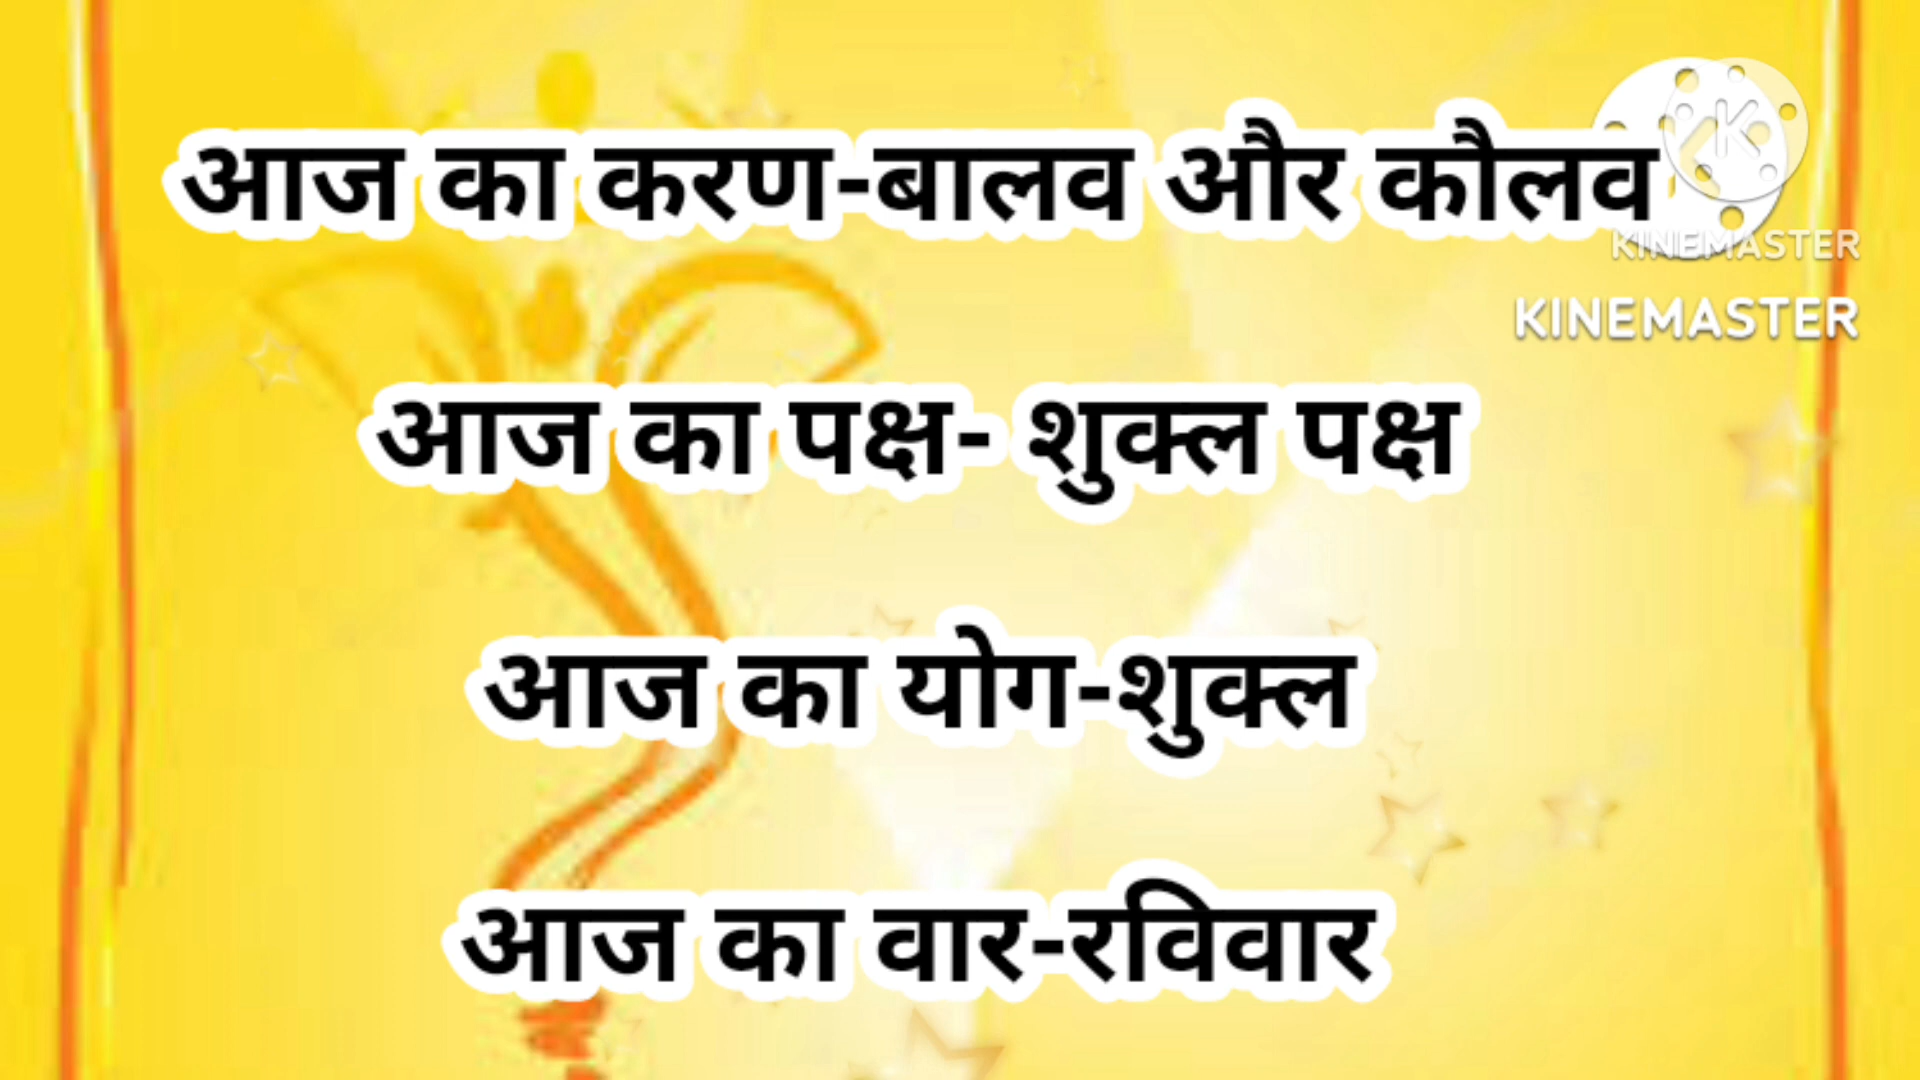 आज का करण-बालव और कौलव
K
KINEMASTER
KINEMASTER
आज का पक्ष- शुक्ल पक्ष
आज का योग-शुक्ल
आज का वार-रविवार